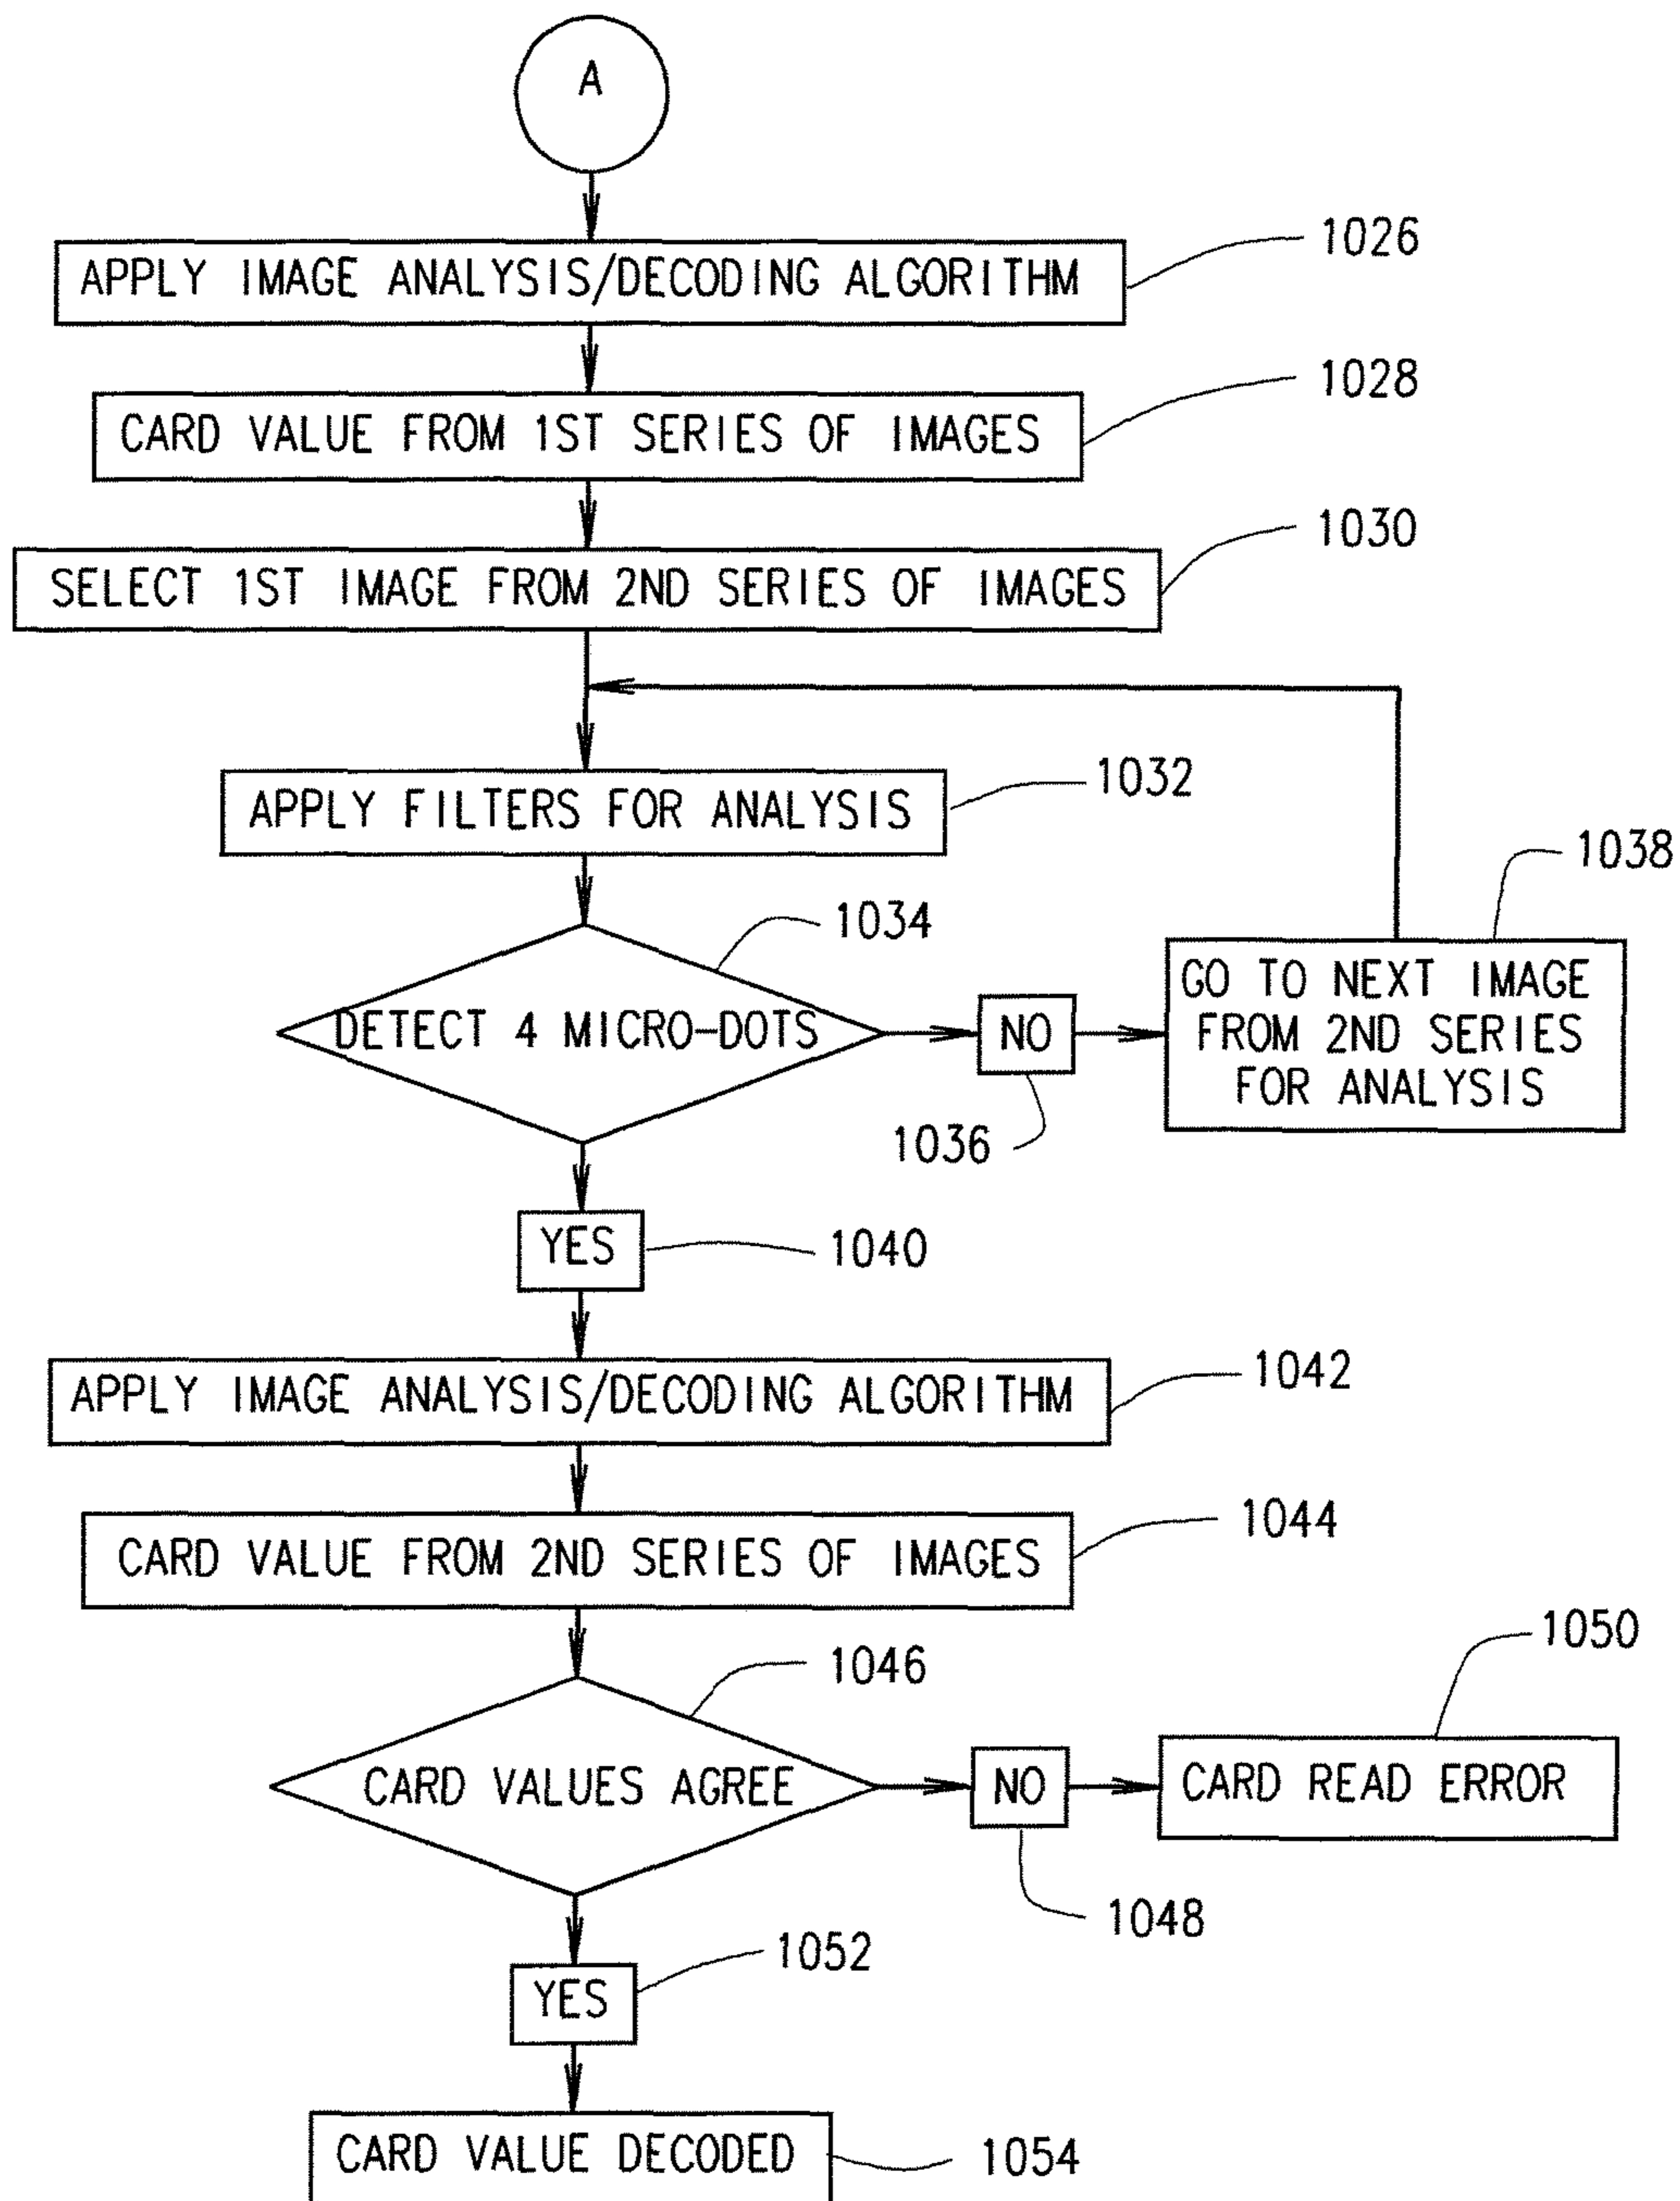 A
1026
APPLY IMAGE ANALYSIS/DECODING ALGORITHM
1028
CARD VALUE FROM 1ST SERIES OF IMAGES
1030
SELECT 1ST IMAGE FROM 2ND SERIES OF IMAGES
1032
APPLY FILTERS FOR ANALYSIS
1038
1034
GO TO NEXT IMAGE
FROM 2ND SERIES
FOR ANALYSIS
DETECT 4 MICRO-DOTS
NO
1036
YES
1040
1042
APPLY IMAGE ANALYSIS/DECODING ALGORITHM
1044
CARD VALUE FROM 2ND SERIES OF IMAGES
1050
1046
CARD VALUES AGREE
NO
CARD READ ERROR
1048
1052
YES
CARD VALUE DECODED
1054